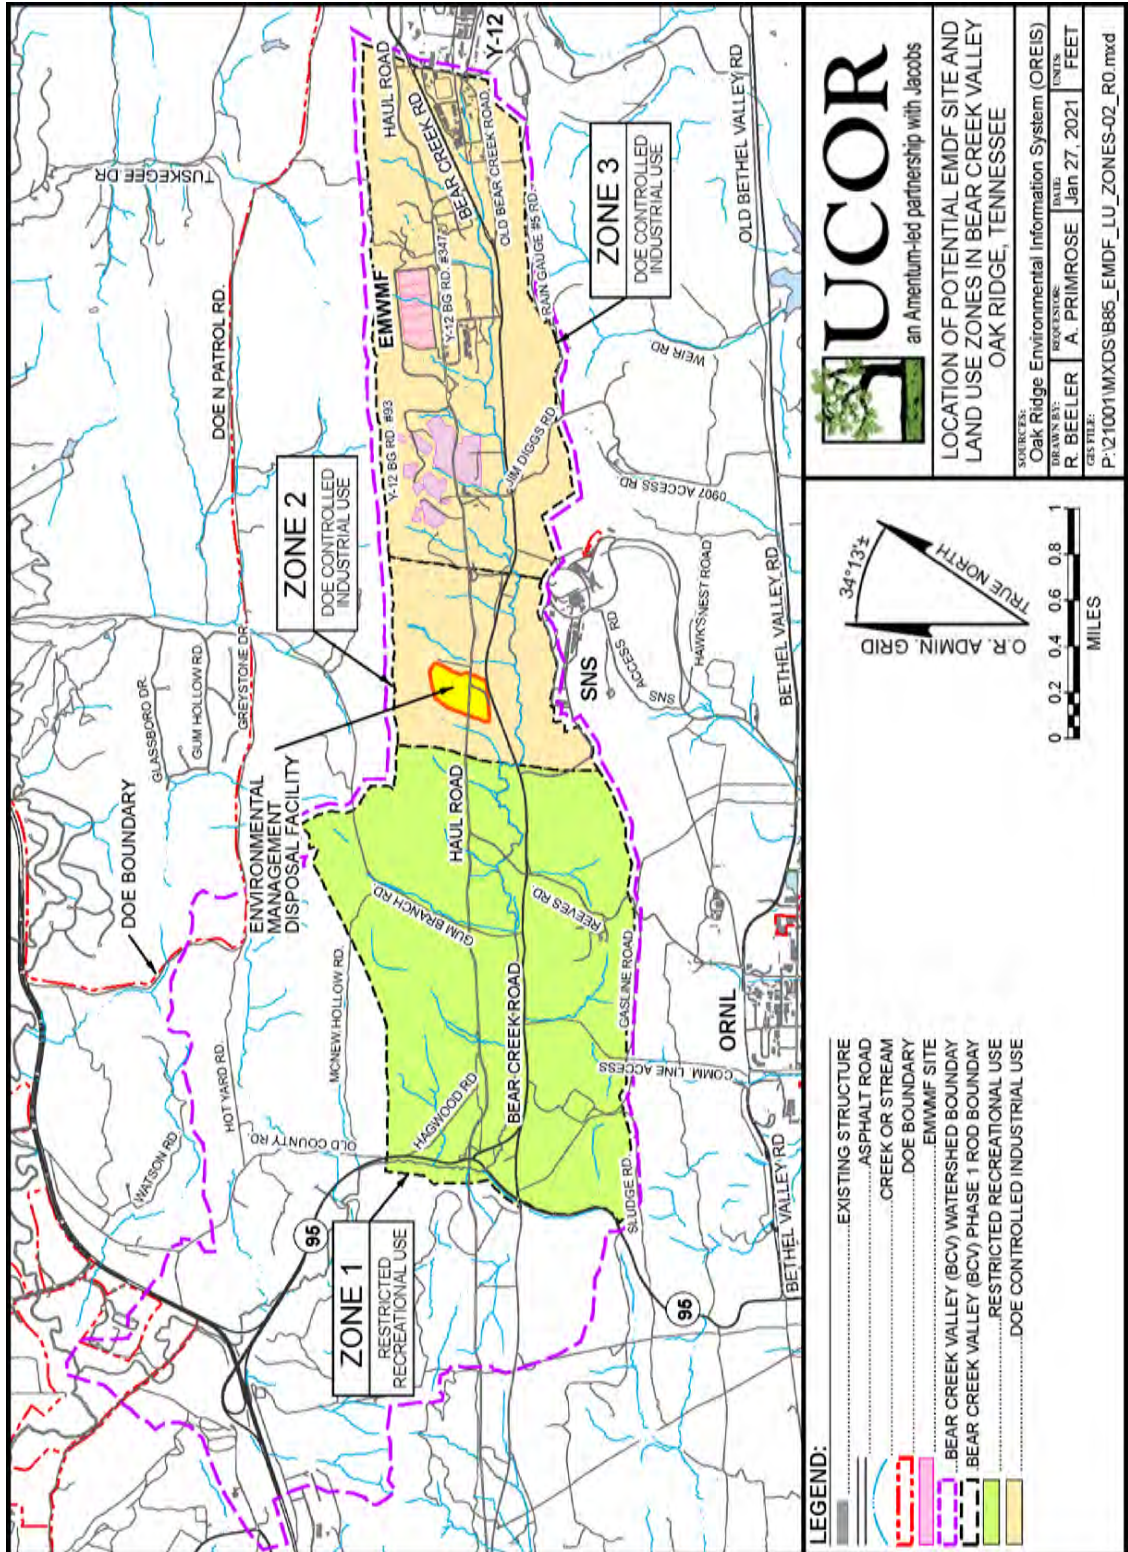 TUSKEGEE DR
DOE N PATROL RD.
GLASSBORO DR.
GUM HOLLOW RD.
GREYSTONE DR
DOE BOUNDARY
WATSON RD.
HOT YARD RD.
OLD COUNTY RD.
MCNEW HOLLOW RD.
ENVIRONMENTAL
MANAGEMENT
DISPOSAL FACILITY
ZONE 2
DOE CONTROLLED
INDUSTRIAL USE
95
ZONE 1
RESTRICTED
RECREATIONAL USE
HAGWOOD RD
GUM BRANCH RD.
HAUL ROAD
BEAR CREEK ROAD
REEVES RD.
GASLINE ROAD
COMM. LINE ACCESS
SLUDGE RD.
95
BETHEL VALLEY RD
ORNL
Y-12 BG RD. #93
EMWMF
Y-12 BG RD. #347
HAUL ROAD
BEAR CREEK RD
OLD BEAR CREEK ROAD
Y-12
RAIN GAUGE #5 RD.
JIM DIGGS RD
SNS
SNS ACCESS RD
HAWKSNEST ROAD
0907 ACCESS RD
WEIR RD
ZONE 3
DOE CONTROLLED
INDUSTRIAL USE
BETHEL VALLEY RD
OLD BETHEL VALLEY RD
LEGEND:
EXISTING STRUCTURE
ASPHALT ROAD
CREEK OR STREAM
DOE BOUNDARY
EMWMF SITE
BEAR CREEK VALLEY (BCV) WATERSHED BOUNDAY
BEAR CREEK VALLEY (BCV) PHASE 1 ROD BOUNDAY
RESTRICTED RECREATIONAL USE
DOE CONTROLLED INDUSTRIAL USE
34°13'±
O.R. ADMIN. GRID
TRUE NORTH
0 0.2 0.4 0.6 0.8 1
MILES
UCOR
an Amentum-led partnership with Jacobs
LOCATION OF POTENTIAL EMDF SITE AND
LAND USE ZONES IN BEAR CREEK VALLEY
OAK RIDGE, TENNESSEE
SOURCES:
Oak Ridge Environmental Information System (OREIS)
DRAWN BY: REQUESTOR: DATE: UNITS:
R. BEELER A. PRIMROSE Jan 27, 2021 FEET
GIS FILE:
P:\21001\MXDS\B85_EMDF_LU_ZONES-02_R0.mxd